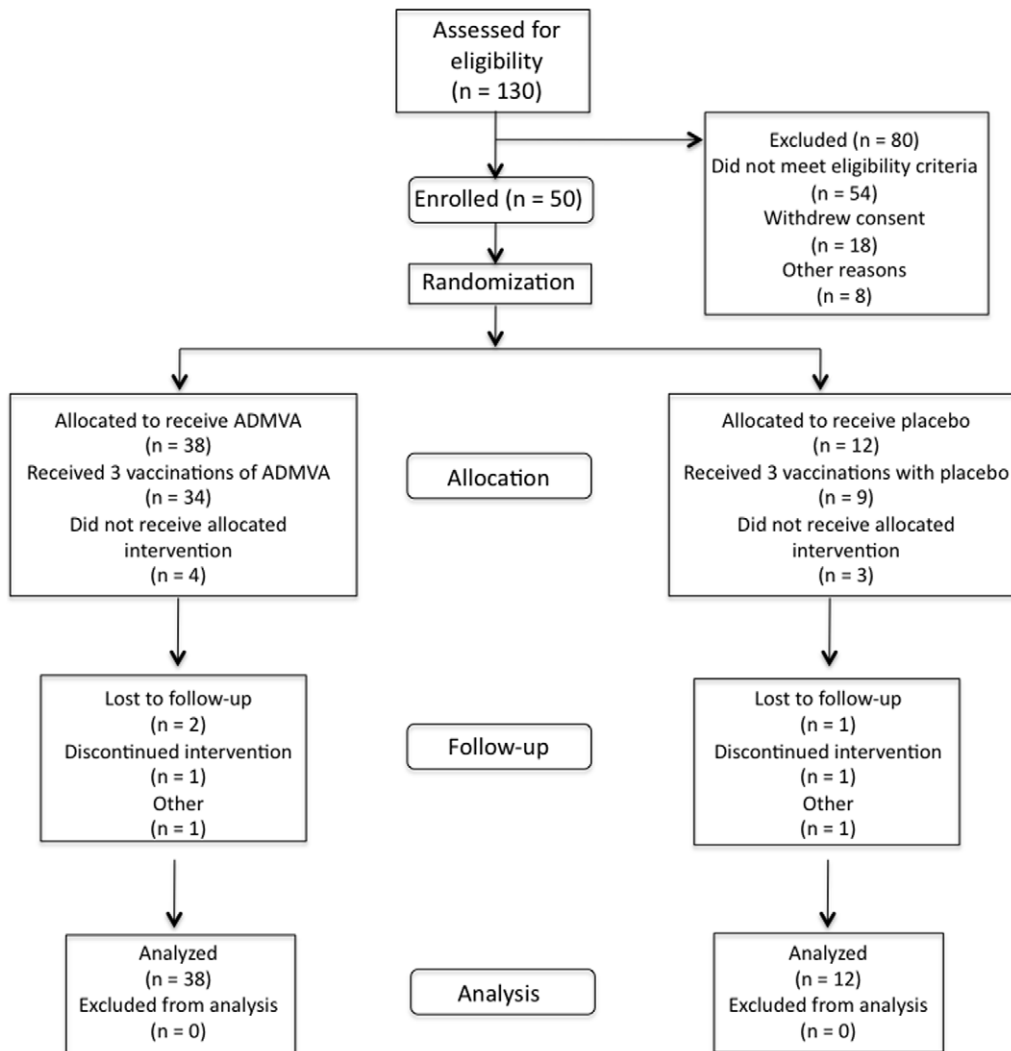 Assessed for
eligibility
(n = 130)
Excluded (n = 80)
Did not meet eligibility criteria
(n = 54)
Withdrew consent
(n = 18)
Other reasons
(n = 8)
Enrolled (n = 50)
Randomization
Allocated to receive ADMVA
(n = 38)
Received 3 vaccinations of ADMVA
(n = 34)
Did not receive allocated
intervention
(n = 4)
Allocation
Allocated to receive placebo
(n = 12)
Received 3 vaccinations with placebo
(n = 9)
Did not receive allocated
intervention
(n = 3)
Lost to follow-up
(n = 2)
Discontinued intervention
(n = 1)
Other
(n = 1)
Follow-up
Lost to follow-up
(n = 1)
Discontinued intervention
(n = 1)
Other
(n = 1)
Analyzed
(n = 38)
Excluded from analysis
(n = 0)
Analysis
Analyzed
(n = 12)
Excluded from analysis
(n = 0)